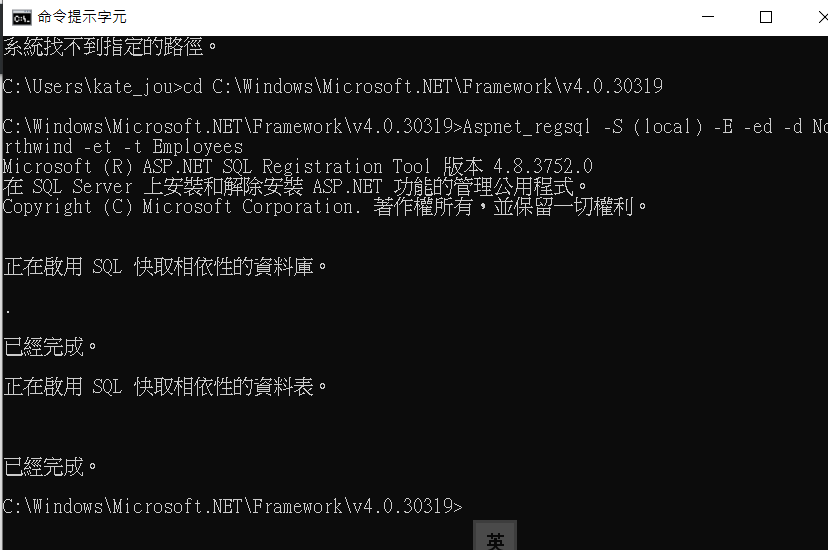 命令提示字元
系統找不到指定的路徑。
C:\Users\kate_jou>cd C:\Windows\Microsoft.NET\Framework\v4.0.30319
C:\Windows\Microsoft.NET\Framework\v4.0.30319>Aspnet_regsql -S (local) -E -ed -d No
rthwind -et -t Employees
Microsoft (R) ASP.NET SQL Registration Tool 版本 4.8.3752.0
在 SQL Server 上安裝和解除安裝 ASP.NET 功能的管理公用程式。
Copyright (C) Microsoft Corporation. 著作權所有，並保留一切權利。
正在啟用 SQL 快取相依性的資料庫。
.
已經完成。
正在啟用 SQL 快取相依性的資料表。
已經完成。
C:\Windows\Microsoft.NET\Framework\v4.0.30319>
英